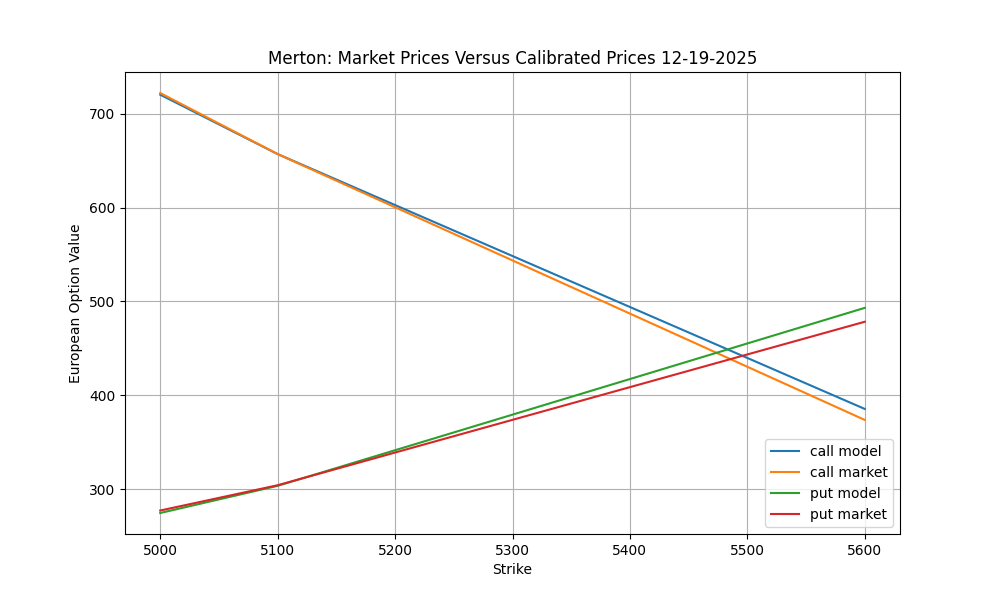 Merton: Market Prices Versus Calibrated Prices 12-19-2025
European Option Value
700
600
500
400
300
5000 5100 5200 5300 5400 5500 5600
Strike
call model
call market
put model
put market